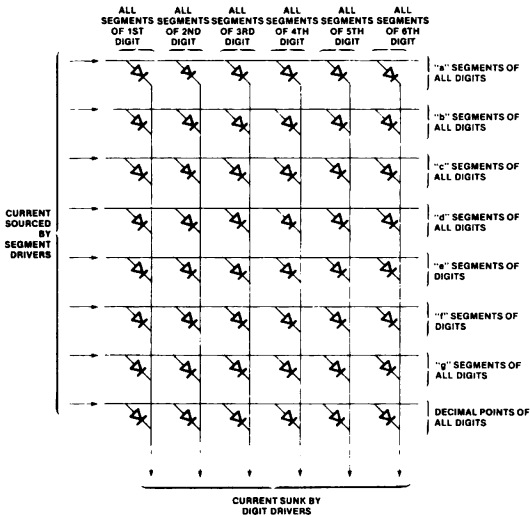 ALL SEGMENTS OF 1ST DIGIT
ALL SEGMENTS OF 2ND DIGIT
ALL SEGMENTS OF 3RD DIGIT
ALL SEGMENTS OF 4TH DIGIT
ALL SEGMENTS OF 5TH DIGIT
ALL SEGMENTS OF 6TH DIGIT
"a" SEGMENTS OF
ALL DIGITS
"b" SEGMENTS OF
ALL DIGITS
"c" SEGMENTS OF
ALL DIGITS
"d" SEGMENTS OF
ALL DIGITS
CURRENT
SOURCED
BY
SEGMENT
DRIVERS
"e" SEGMENTS OF
DIGITS
"f" SEGMENTS OF
DIGITS
"g" SEGMENTS OF
ALL DIGITS
DECIMAL POINTS OF
ALL DIGITS
CURRENT SUNK BY
DIGIT DRIVERS